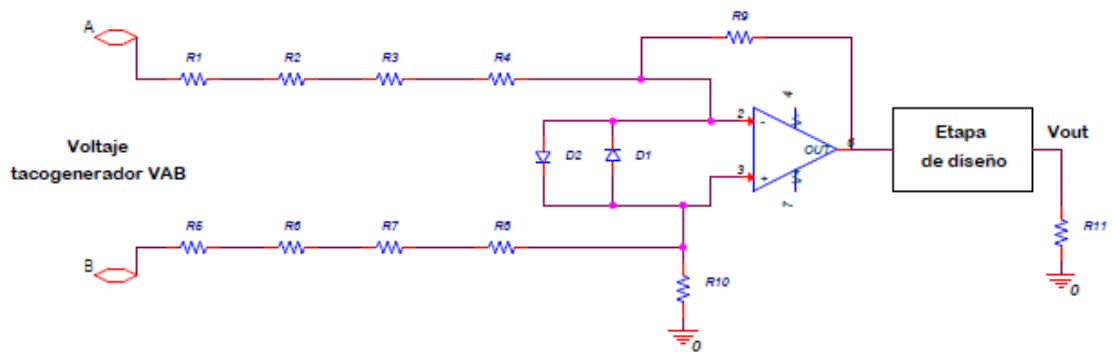 A
R1
R2
R3
R4
R9
Voltaje
tacogenerador VAB
D2
D1
2
-
3
+
4
V
OUT
6
V
7
Etapa
de diseño
Vout
R11
0
B
R5
R6
R7
R8
R10
0